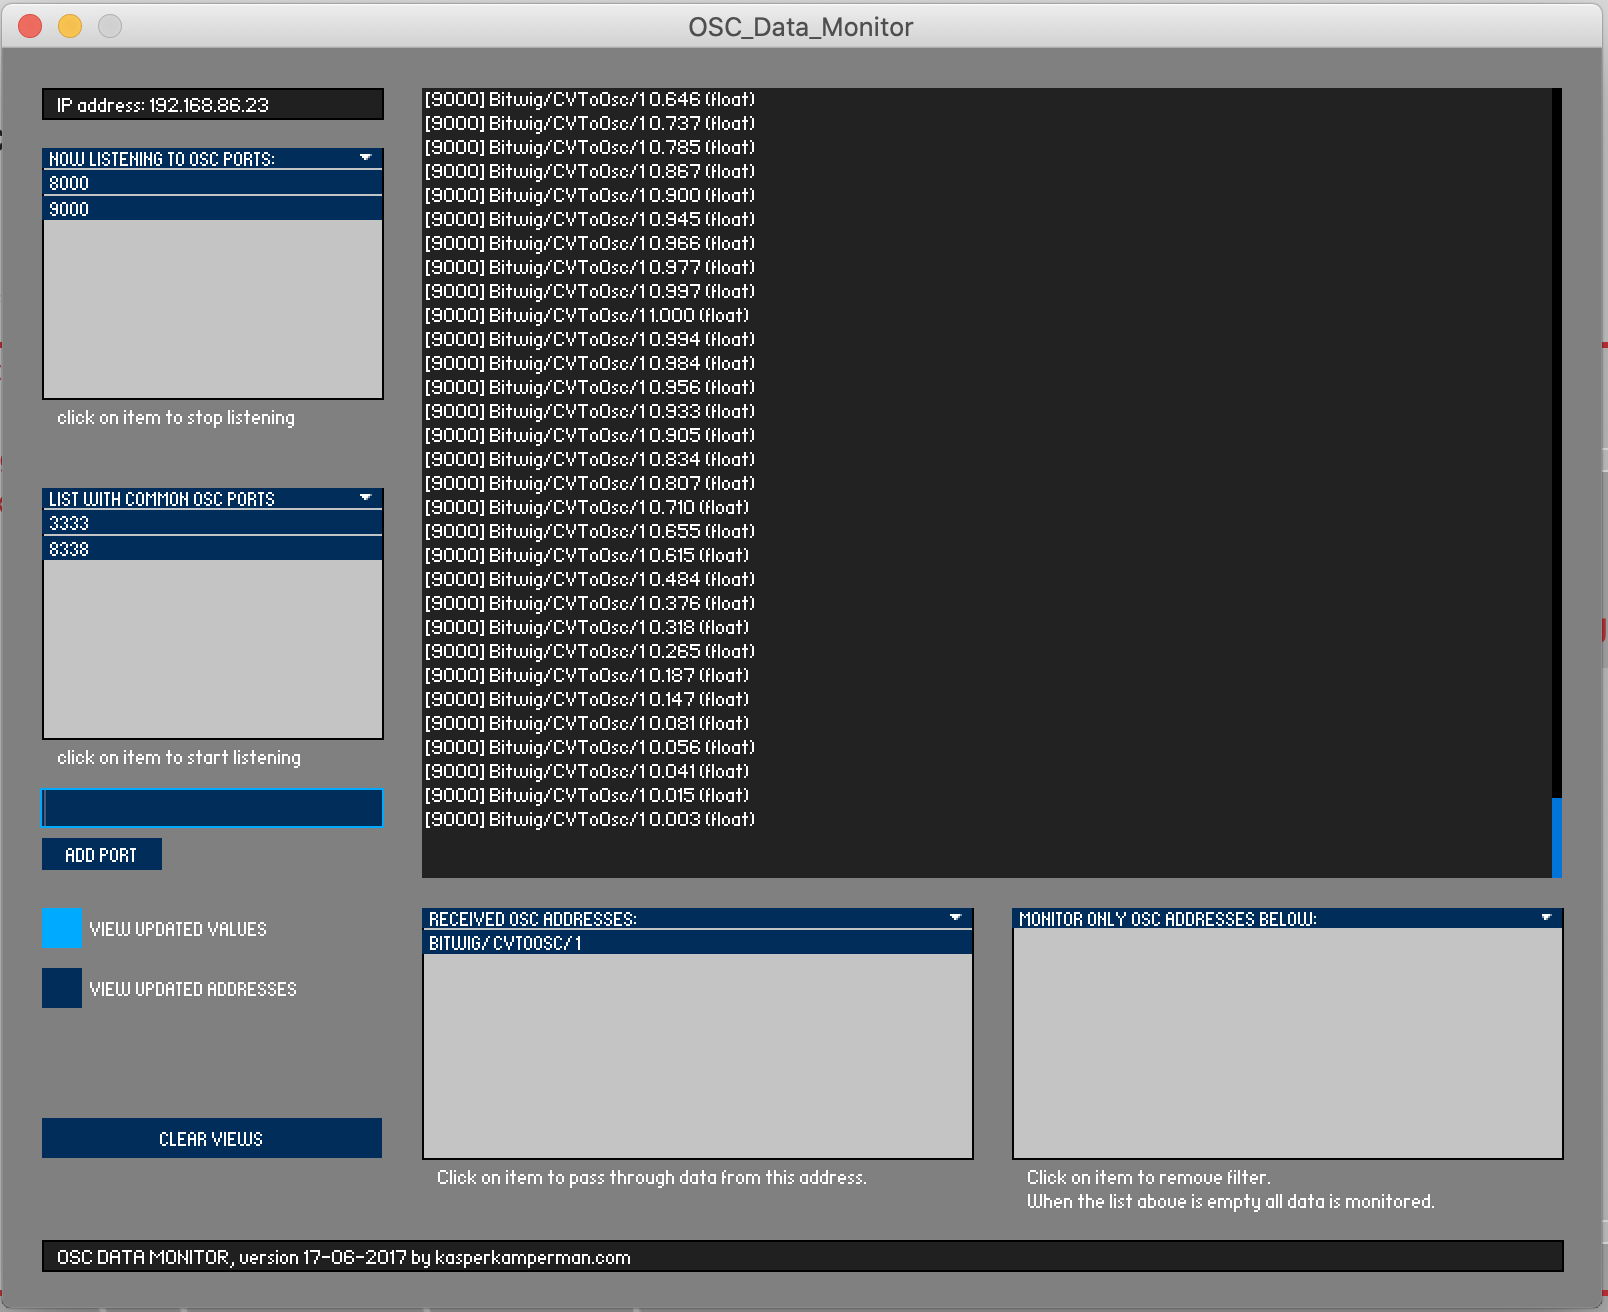 OSC_Data_Monitor
IP address: 192.168.86.23
NOW LISTENING TO OSC PORTS:
8000
9000
click on item to stop listening
LIST WITH COMMON OSC PORTS
3333
8338
click on item to start listening
ADD PORT
VIEW UPDATED VALUES
VIEW UPDATED ADDRESSES
CLEAR VIEWS
[9000] Bitwig/CVToOsc/1 0.646 (float)
[9000] Bitwig/CVToOsc/1 0.737 (float)
[9000] Bitwig/CVToOsc/1 0.785 (float)
[9000] Bitwig/CVToOsc/1 0.867 (float)
[9000] Bitwig/CVToOsc/1 0.900 (float)
[9000] Bitwig/CVToOsc/1 0.945 (float)
[9000] Bitwig/CVToOsc/1 0.966 (float)
[9000] Bitwig/CVToOsc/1 0.977 (float)
[9000] Bitwig/CVToOsc/1 0.997 (float)
[9000] Bitwig/CVToOsc/1 1.000 (float)
[9000] Bitwig/CVToOsc/1 0.994 (float)
[9000] Bitwig/CVToOsc/1 0.984 (float)
[9000] Bitwig/CVToOsc/1 0.956 (float)
[9000] Bitwig/CVToOsc/1 0.933 (float)
[9000] Bitwig/CVToOsc/1 0.905 (float)
[9000] Bitwig/CVToOsc/1 0.834 (float)
[9000] Bitwig/CVToOsc/1 0.807 (float)
[9000] Bitwig/CVToOsc/1 0.710 (float)
[9000] Bitwig/CVToOsc/1 0.655 (float)
[9000] Bitwig/CVToOsc/1 0.615 (float)
[9000] Bitwig/CVToOsc/1 0.484 (float)
[9000] Bitwig/CVToOsc/1 0.376 (float)
[9000] Bitwig/CVToOsc/1 0.318 (float)
[9000] Bitwig/CVToOsc/1 0.265 (float)
[9000] Bitwig/CVToOsc/1 0.187 (float)
[9000] Bitwig/CVToOsc/1 0.147 (float)
[9000] Bitwig/CVToOsc/1 0.081 (float)
[9000] Bitwig/CVToOsc/1 0.056 (float)
[9000] Bitwig/CVToOsc/1 0.041 (float)
[9000] Bitwig/CVToOsc/1 0.015 (float)
[9000] Bitwig/CVToOsc/1 0.003 (float)
RECEIVED OSC ADDRESSES:
BITWIG/CVTOOSC/1
Click on item to pass through data from this address.
MONITOR ONLY OSC ADDRESSES BELOW:
Click on item to remove filter.
When the list above is empty all data is monitored.
OSC DATA MONITOR, version 17-06-2017 by kasperkamperman.com